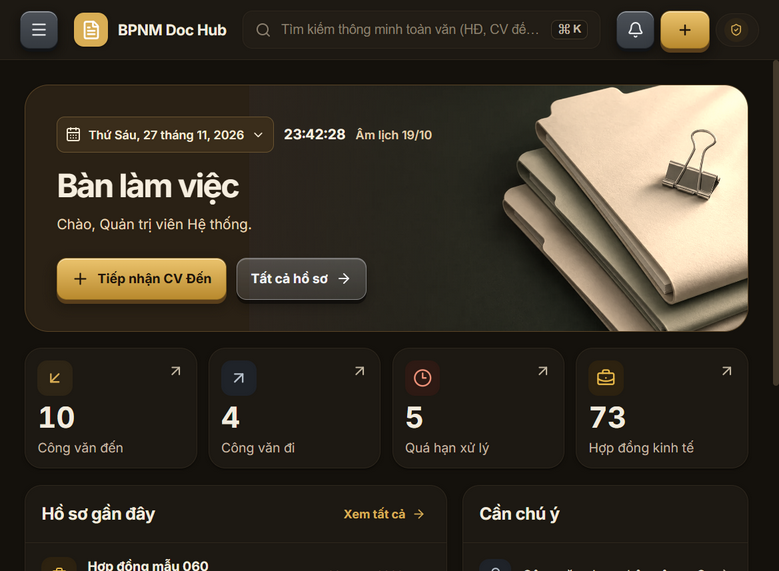 BPNM Doc Hub
Tìm kiếm thông minh toàn văn (HĐ, CV đế...
⌘ K
Thứ Sáu, 27 tháng 11, 2026
23:42:28 Âm lịch 19/10
Bàn làm việc
Chào, Quản trị viên Hệ thống.
Tiếp nhận CV Đến
Tất cả hồ sơ
10
Công văn đến
4
Công văn đi
5
Quá hạn xử lý
73
Hợp đồng kinh tế
Hồ sơ gần đây
Xem tất cả
Cần chú ý
Hợp đồng mẫu 060